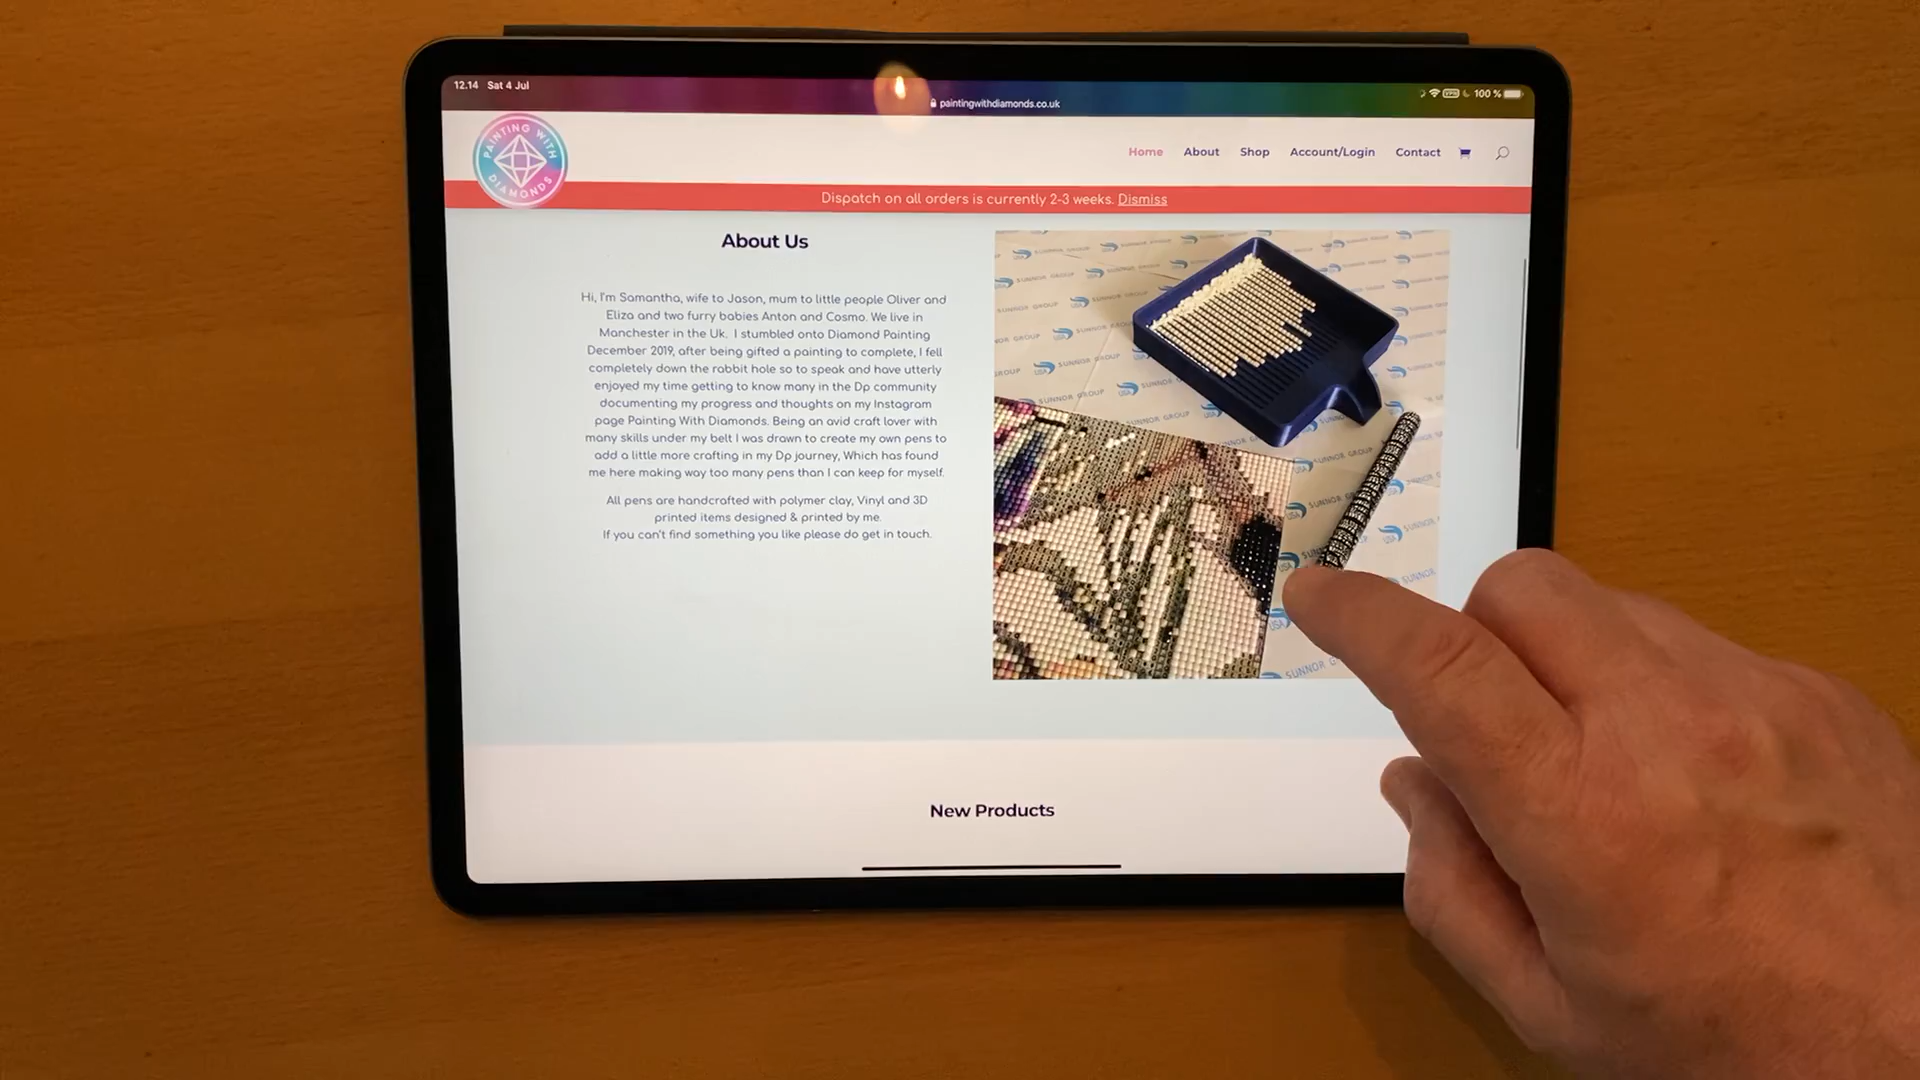 12.14 Sat 4 Jul
paintingwithdiamonds.co.uk
VPN 100 %
PAINTING WITH DIAMONDS
Home About Shop Account/Login Contact
Dispatch on all orders is currently 2-3 weeks. Dismiss
About Us
Hi, I'm Samantha, wife to Jason, mum to little people Oliver and
Eliza and two furry babies Anton and Cosmo. We live in
Manchester in the Uk. I stumbled onto Diamond Painting
December 2019, after being gifted a painting to complete, I fell
completely down the rabbit hole so to speak and have utterly
enjoyed my time getting to know many in the Dp community
documenting my progress and thoughts on my Instagram
page Painting With Diamonds. Being an avid craft lover with
many skills under my belt I was drawn to create my own pens to
add a little more crafting in my Dp journey, Which has found
me here making way too many pens than I can keep for myself.
All pens are handcrafted with polymer clay, Vinyl and 3D
printed items designed & printed by me.
If you can't find something you like please do get in touch.
SUNNOR GROUP
USA
New Products